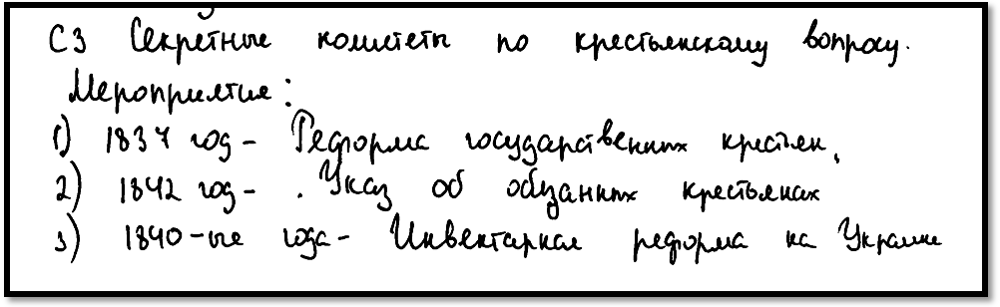 С3 Секретные комитеты по крестьянскому вопросу.
Мероприятия:
1) 1837 год - Реформа государственных крестьян.
2) 1842 год - . Указ об обязанных крестьянах
3) 1840-ые года - Инвентарная реформа на Украине